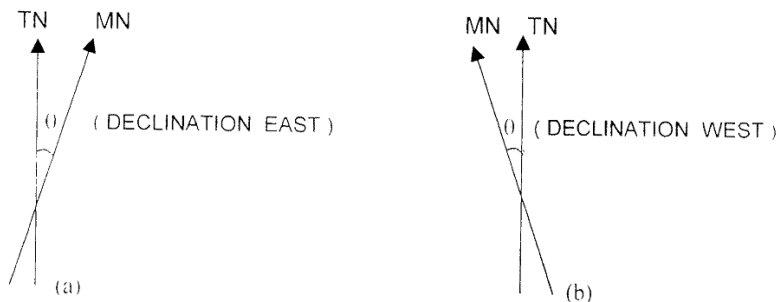 TN MN
θ (DECLINATION EAST)
(a)
MN TN
θ (DECLINATION WEST)
(b)